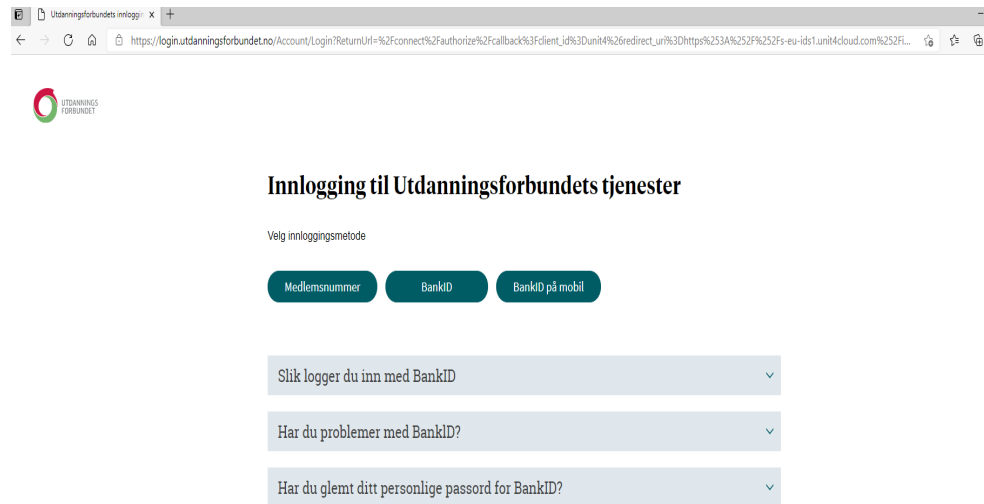 Utdanningsforbundets innloggin
https://login.utdanningsforbundet.no/Account/Login?ReturnUrl=%2Fconnect%2Fauthorize%2Fcallback%3Fclient_id%3Dunit4%26redirect_uri%3Dhttps%253A%252F%252Fs-eu-ids1.unit4cloud.com%252Fi...
UTDANNINGS
FORBUNDET
Innlogging til Utdanningsforbundets tjenester
Velg innloggingsmetode
Medlemsnummer BankID BankID på mobil
Slik logger du inn med BankID
Har du problemer med BankID?
Har du glemt ditt personlige passord for BankID?